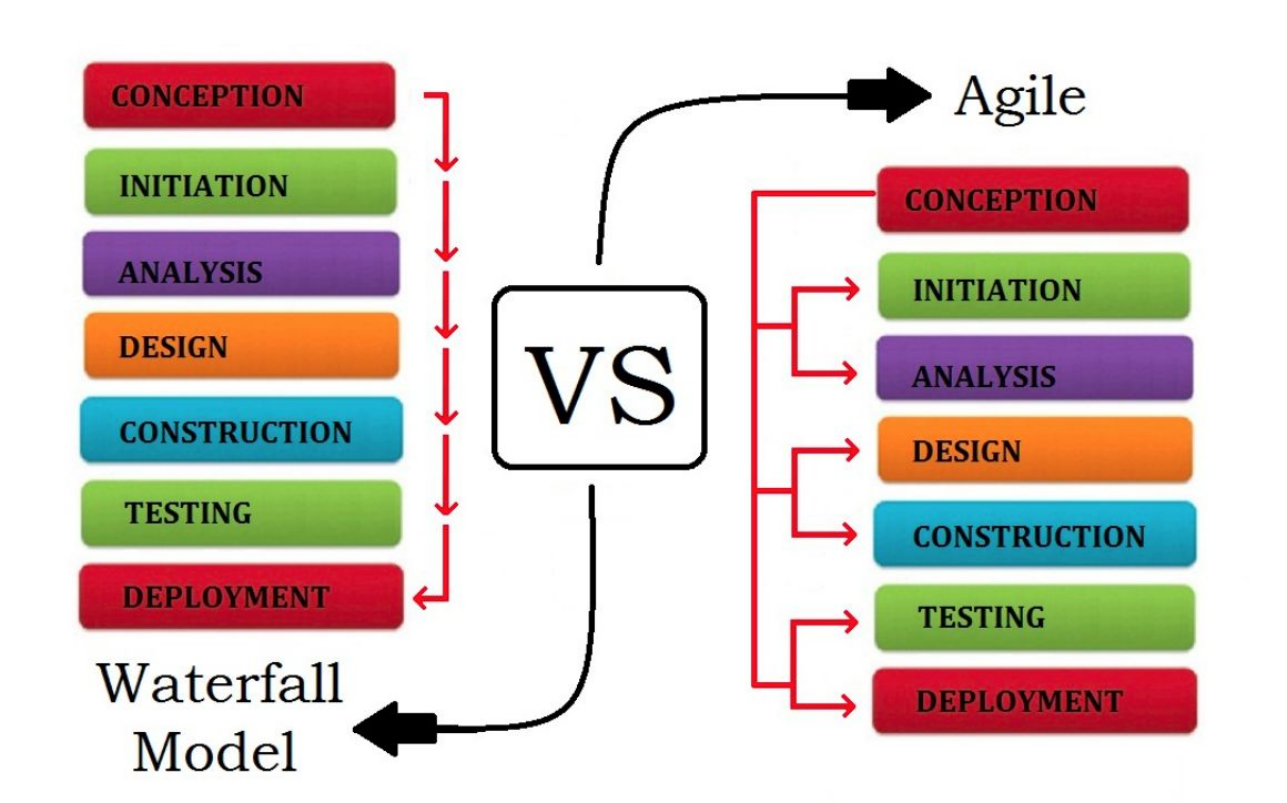 CONCEPTION
INITIATION
ANALYSIS
DESIGN
CONSTRUCTION
TESTING
DEPLOYMENT
Waterfall
Model
VS
Agile
CONCEPTION
INITIATION
ANALYSIS
DESIGN
CONSTRUCTION
TESTING
DEPLOYMENT